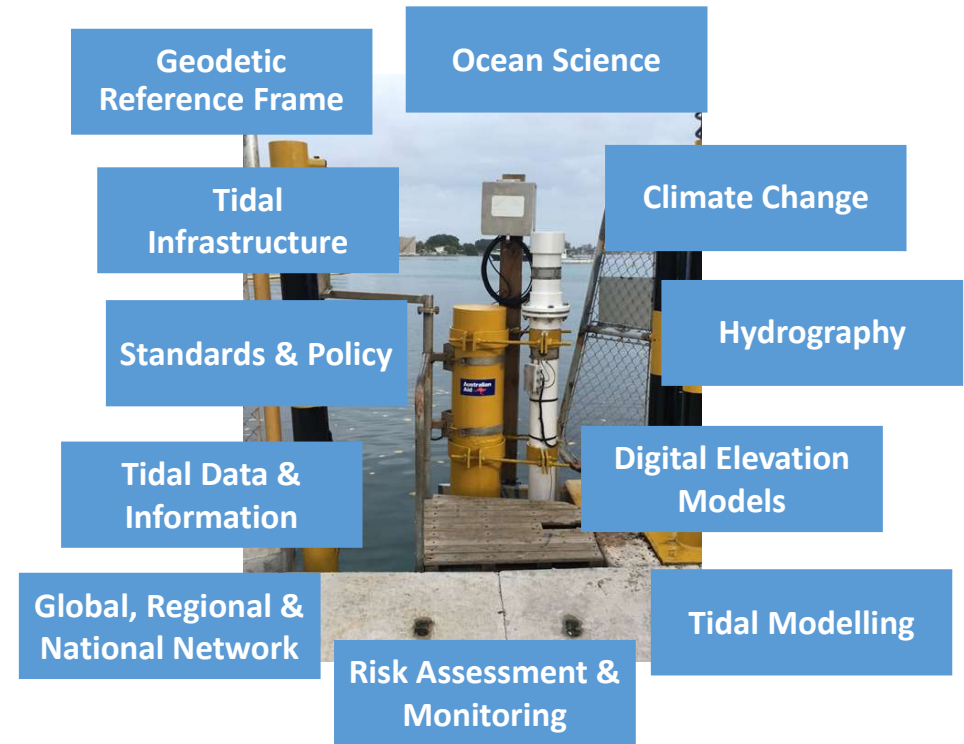 Geodetic
Reference Frame
Ocean Science
Tidal
Infrastructure
Climate Change
Standards & Policy
Hydrography
Australian
Aid
Tidal Data &
Information
Digital Elevation
Models
Global, Regional &
National Network
Tidal Modelling
Risk Assessment &
Monitoring